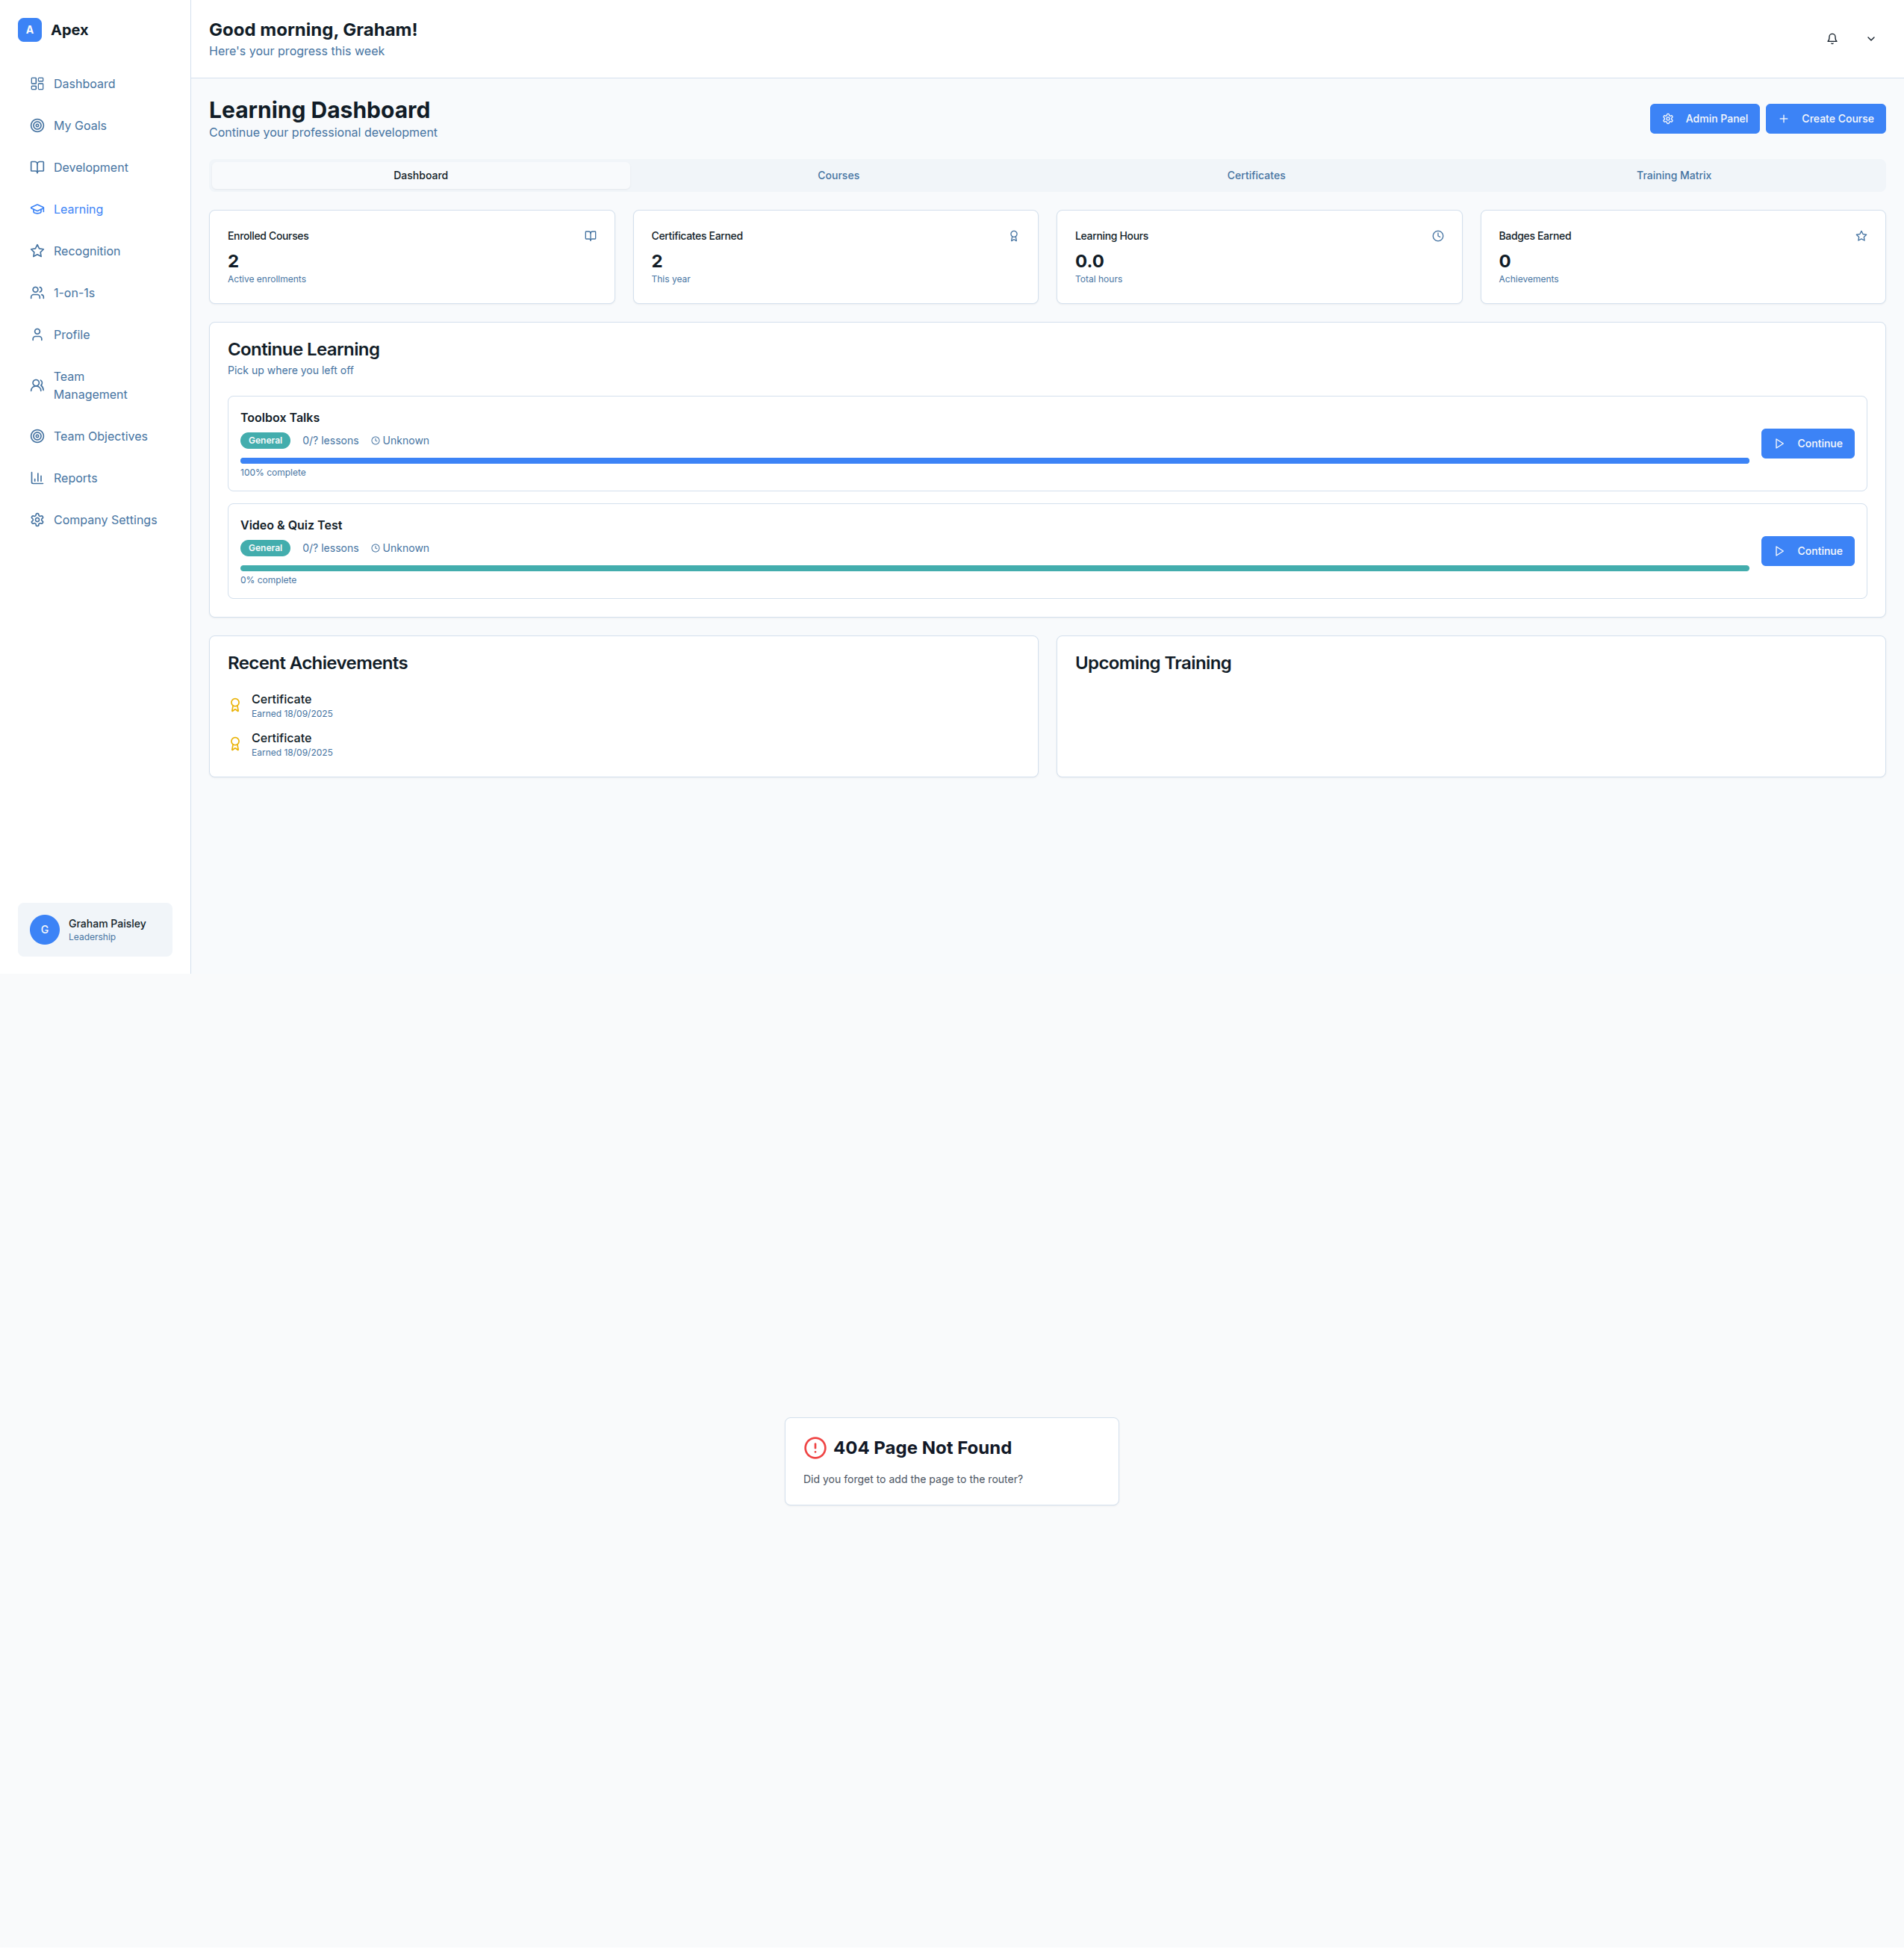 A Apex
Dashboard
My Goals
Development
Learning
Recognition
1-on-1s
Profile
Team
Management
Team Objectives
Reports
Company Settings
G
Graham Paisley
Leadership
Good morning, Graham!
Here's your progress this week
Learning Dashboard
Continue your professional development
Admin Panel
Create Course
Dashboard
Courses
Certificates
Training Matrix
Enrolled Courses
2
Active enrollments
Certificates Earned
2
This year
Learning Hours
0.0
Total hours
Badges Earned
0
Achievements
Continue Learning
Pick up where you left off
Toolbox Talks
General 0/? lessons Unknown
100% complete
Continue
Video & Quiz Test
General 0/? lessons Unknown
0% complete
Continue
Recent Achievements
Certificate
Earned 18/09/2025
Certificate
Earned 18/09/2025
Upcoming Training
404 Page Not Found
Did you forget to add the page to the router?